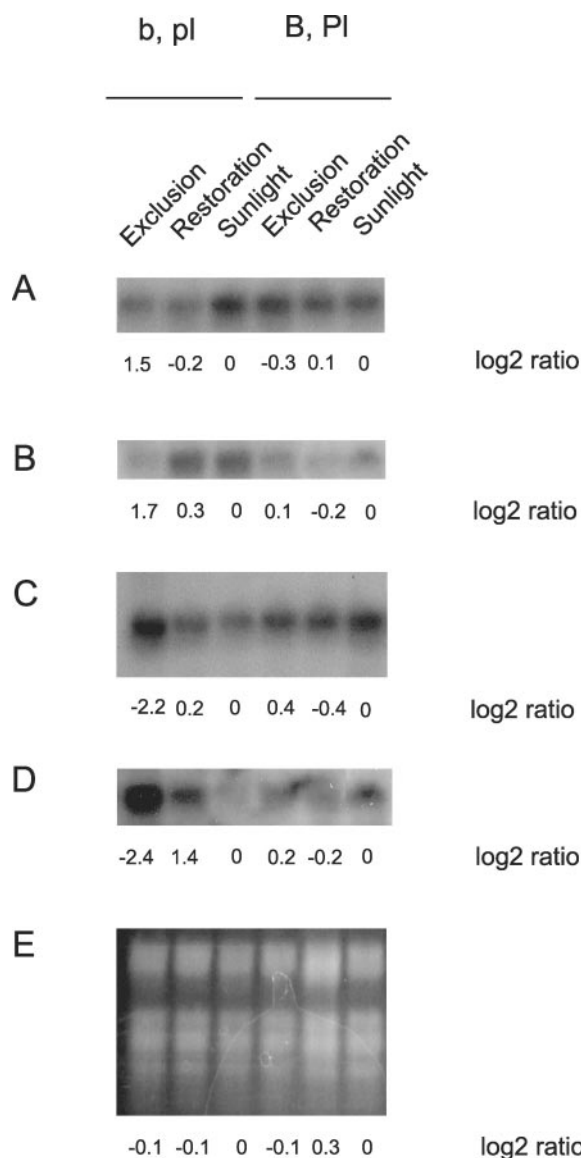 b, pl B, Pl
Exclusion Restoration Sunlight Exclusion Restoration Sunlight
A
1.5 -0.2 0 -0.3 0.1 0 log2 ratio
B
1.7 0.3 0 0.1 -0.2 0 log2 ratio
C
-2.2 0.2 0 0.4 -0.4 0 log2 ratio
D
-2.4 1.4 0 0.2 -0.2 0 log2 ratio
E
-0.1 -0.1 0 -0.1 0.3 0 log2 ratio